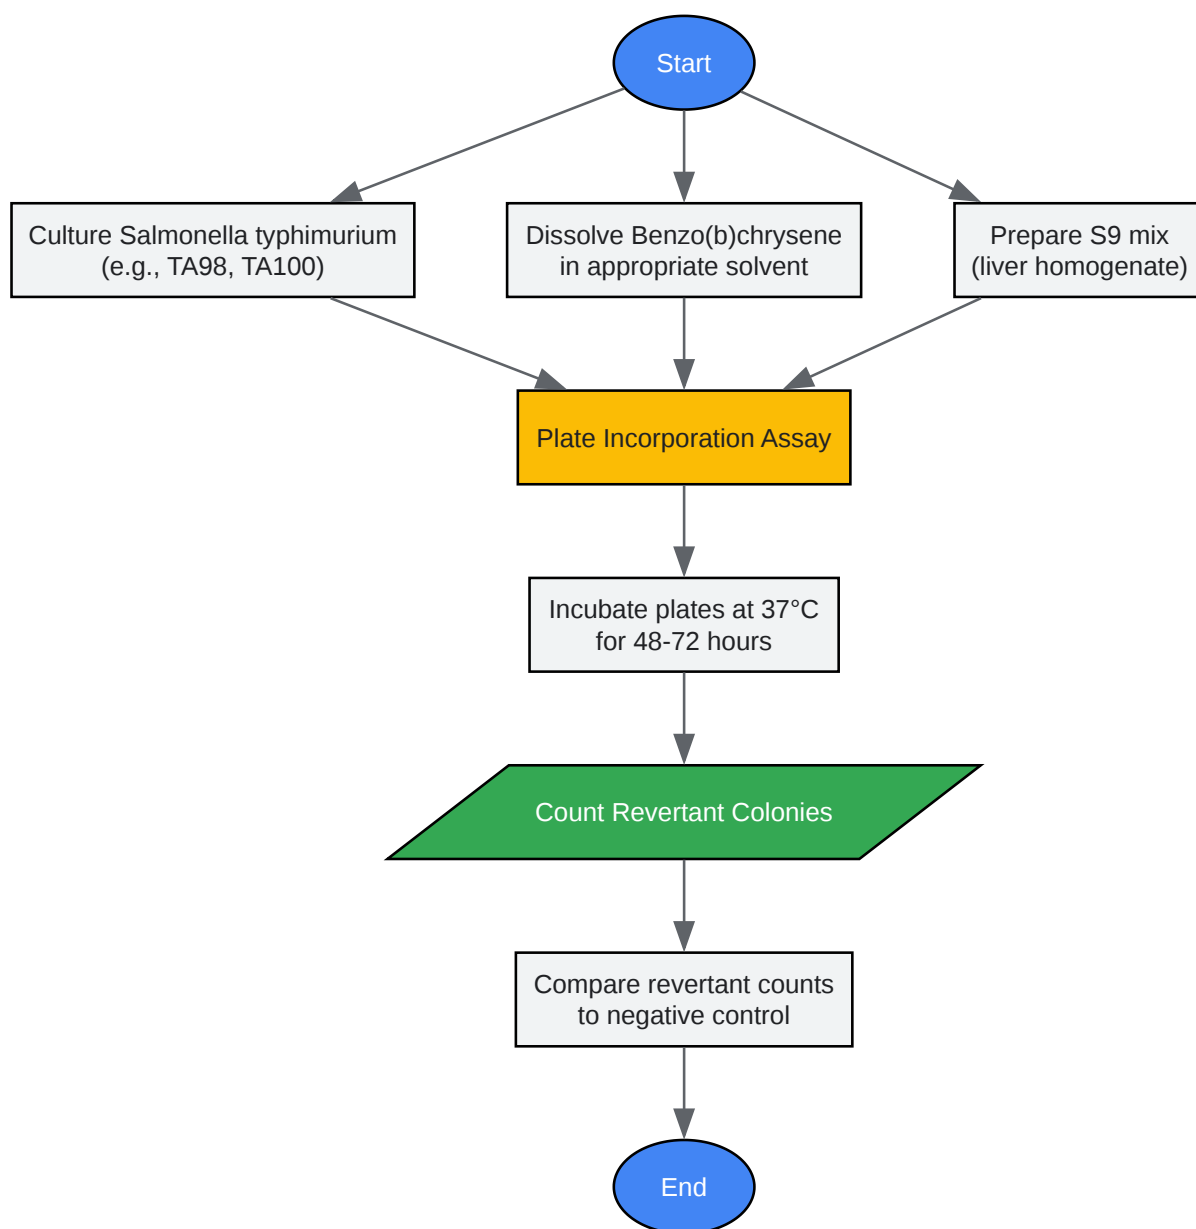 Start
Culture Salmonella typhimurium
(e.g., TA98, TA100)
Dissolve Benzo(b)chrysene
in appropriate solvent
Prepare S9 mix
(liver homogenate)
Plate Incorporation Assay
Incubate plates at 37°C
for 48-72 hours
Count Revertant Colonies
Compare revertant counts
to negative control
End